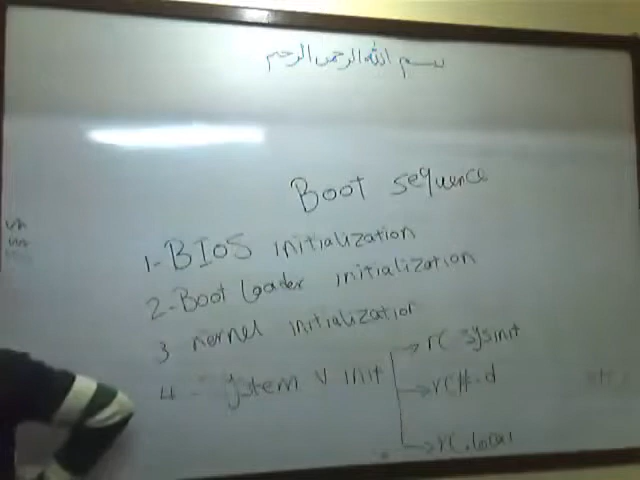 بسم الله الرحمن الرحيم
Boot sequence
1- BIOS initialization
2- Boot Loader initialization
3 kernel initialization
4 - system V init
→ rc sysinit
→ rc#.d
→ rc.local